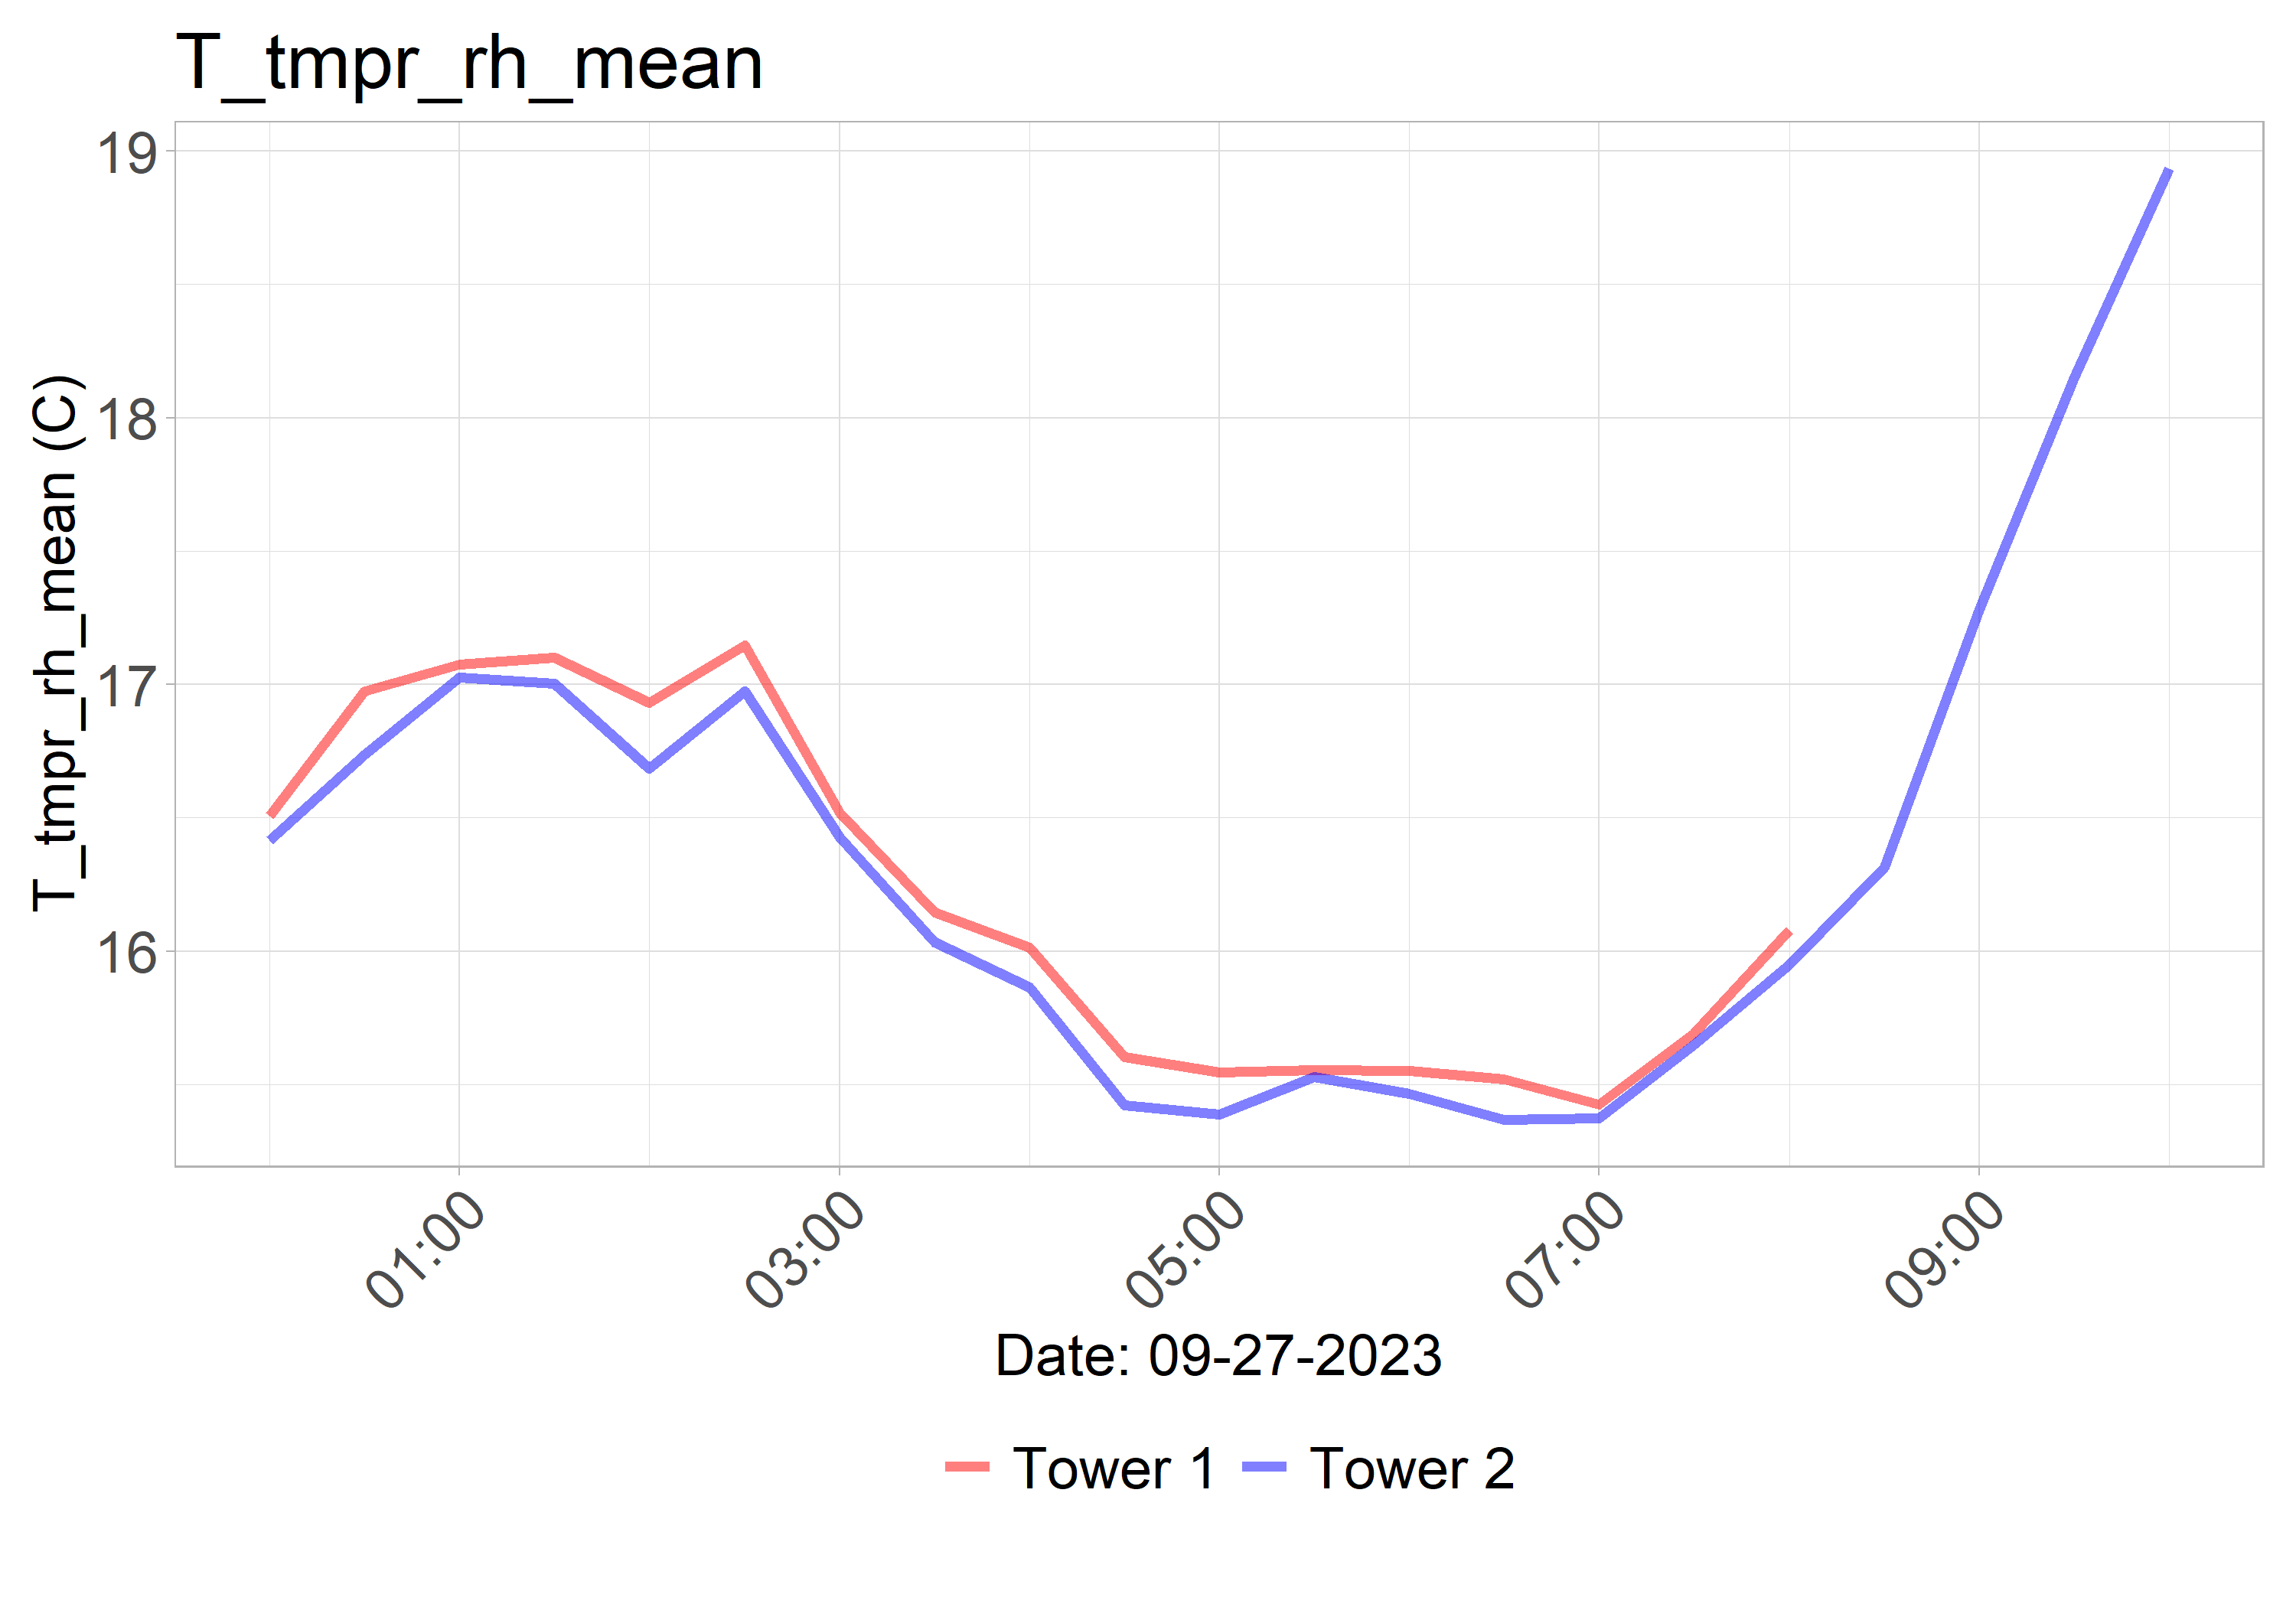 T_tmpr_rh_mean
T_tmpr_rh_mean (C)
19
18
17
16
01:00
03:00
05:00
07:00
09:00
Date: 09-27-2023
Tower 1
Tower 2